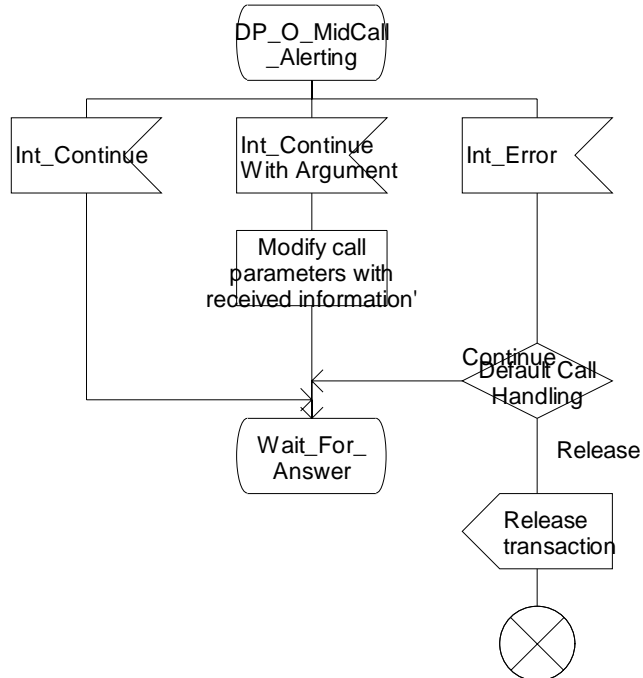 DP_O_MidCall
_Alerting
Int_Continue
Int_Continue
With Argument
Int_Error
Modify call
parameters with
received information'
Continue
Default Call
Handling
Wait_For_
Answer
Release
Release
transaction